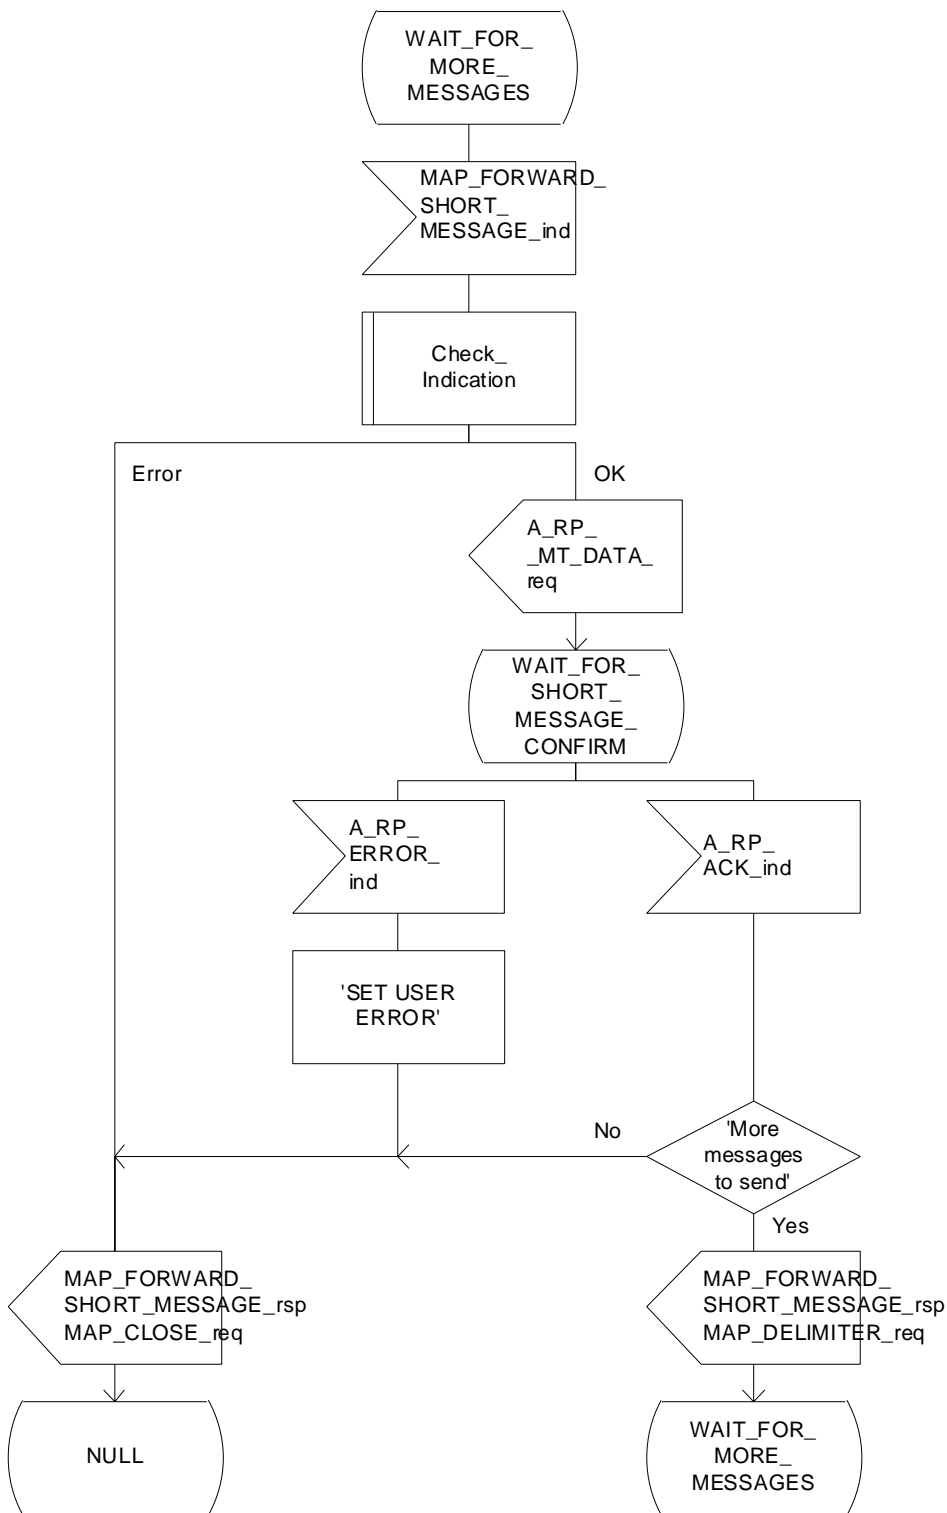 WAIT_FOR_
MORE_
MESSAGES
MAP_FORWARD_
SHORT_
MESSAGE_ind
Check_
Indication
Error
OK
A_RP_
_MT_DATA_
req
WAIT_FOR_
SHORT_
MESSAGE_
CONFIRM
A_RP_
ERROR_
ind
A_RP_
ACK_ind
'SET USER
ERROR'
No
'More
messages
to send'
Yes
MAP_FORWARD_
SHORT_MESSAGE_rsp
MAP_CLOSE_req
MAP_FORWARD_
SHORT_MESSAGE_rsp
MAP_DELIMITER_req
NULL
WAIT_FOR_
MORE_
MESSAGES